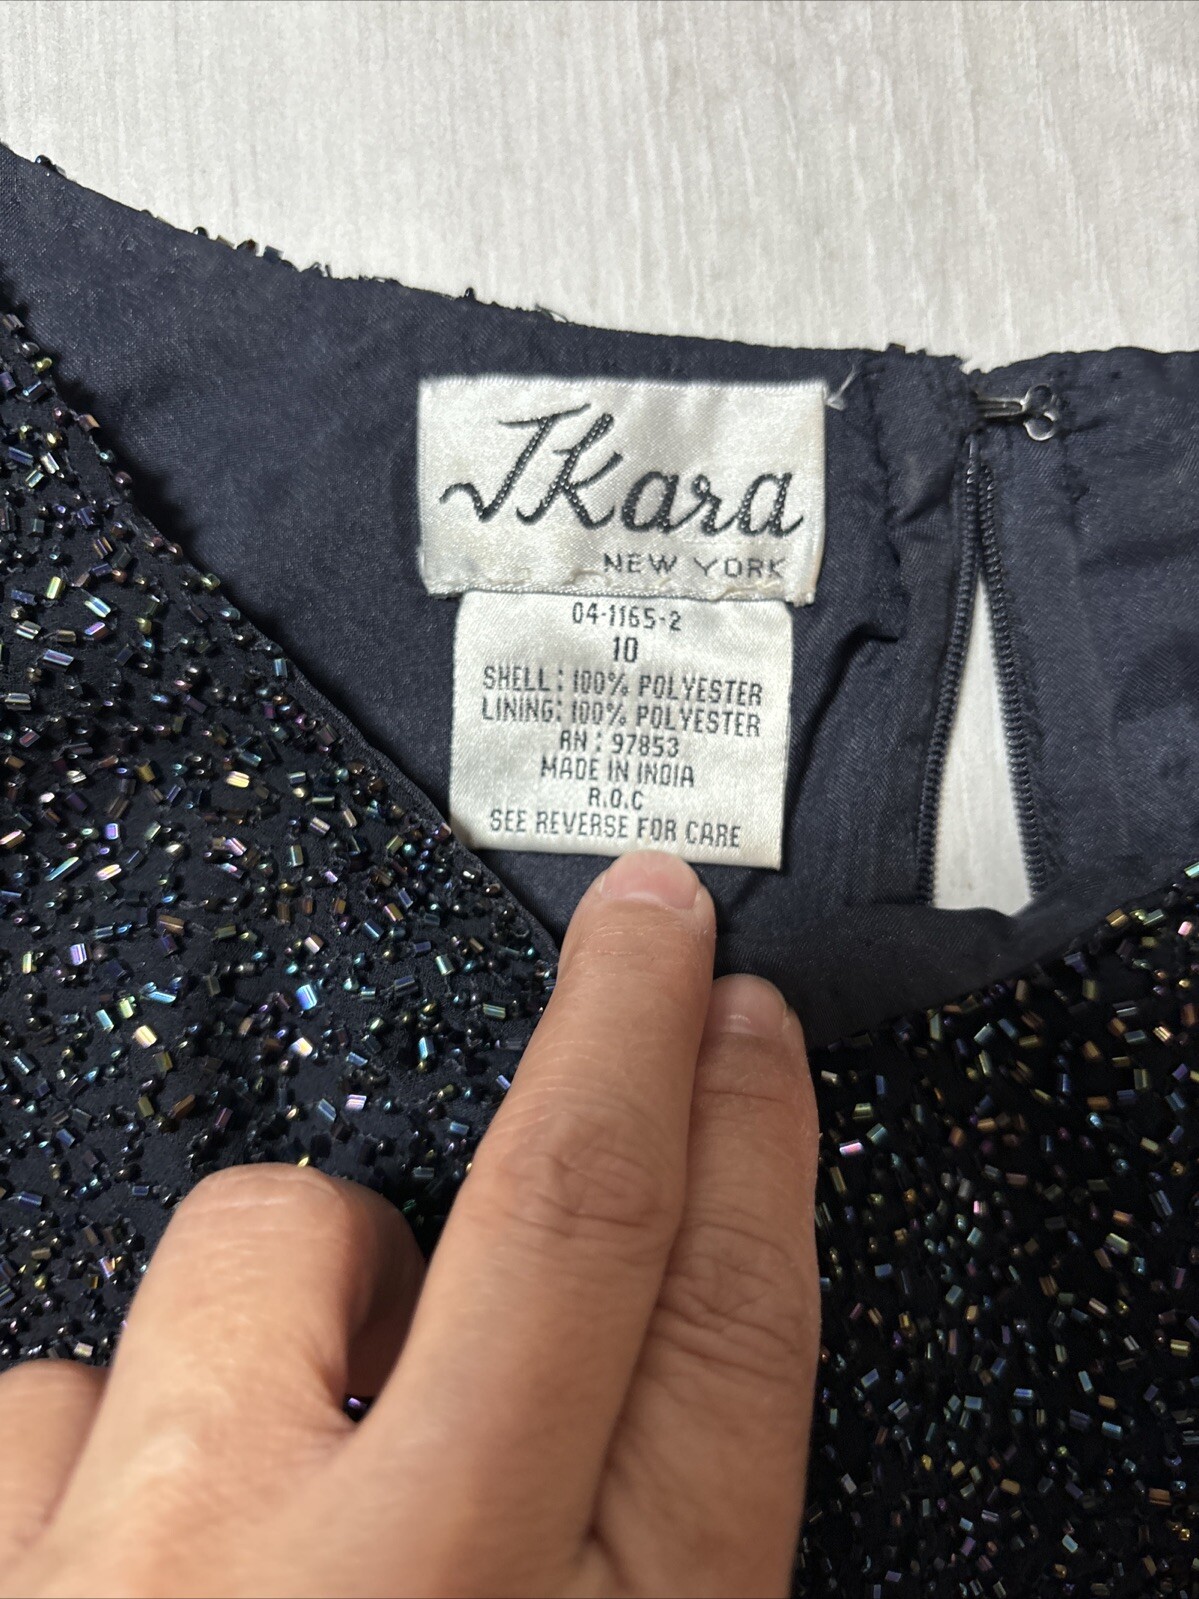 JKara
NEW YORK
04-1165-2
10
SHELL: 100% POLYESTER
LINING: 100% POLYESTER
RN: 97853
MADE IN INDIA
R.O.C
SEE REVERSE FOR CARE